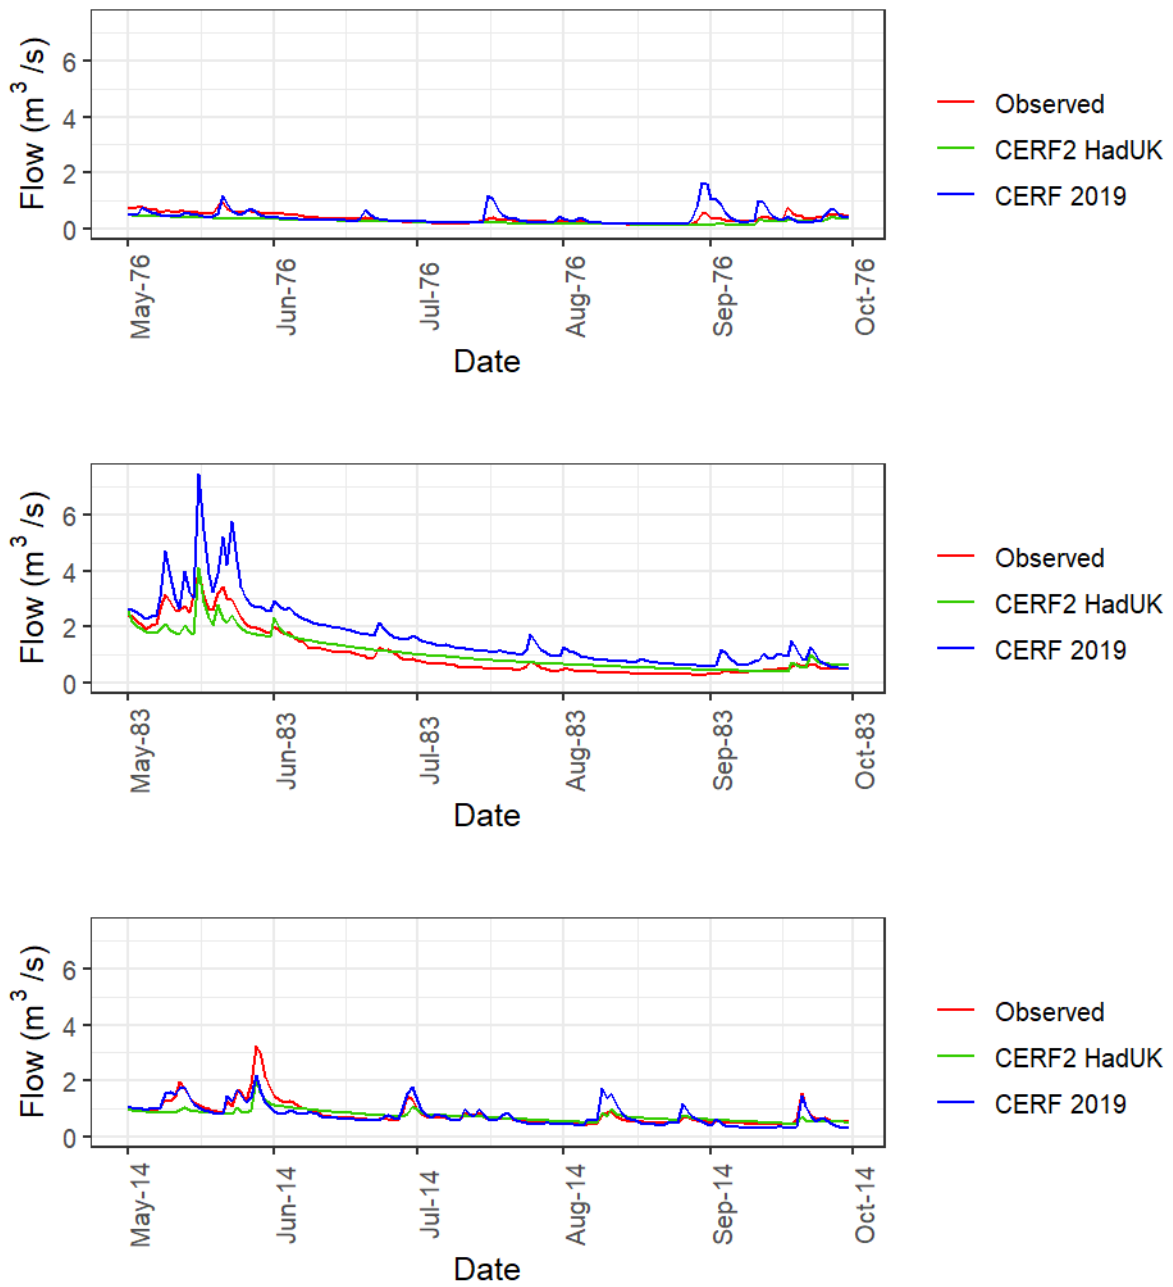 Flow (m³ /s)
6
4
2
0
May-76
Jun-76
Jul-76
Aug-76
Sep-76
Oct-76
Date
Observed
CERF2 HadUK
CERF 2019
Flow (m³ /s)
6
4
2
0
May-83
Jun-83
Jul-83
Aug-83
Sep-83
Oct-83
Date
Observed
CERF2 HadUK
CERF 2019
Flow (m³ /s)
6
4
2
0
May-14
Jun-14
Jul-14
Aug-14
Sep-14
Oct-14
Date
Observed
CERF2 HadUK
CERF 2019